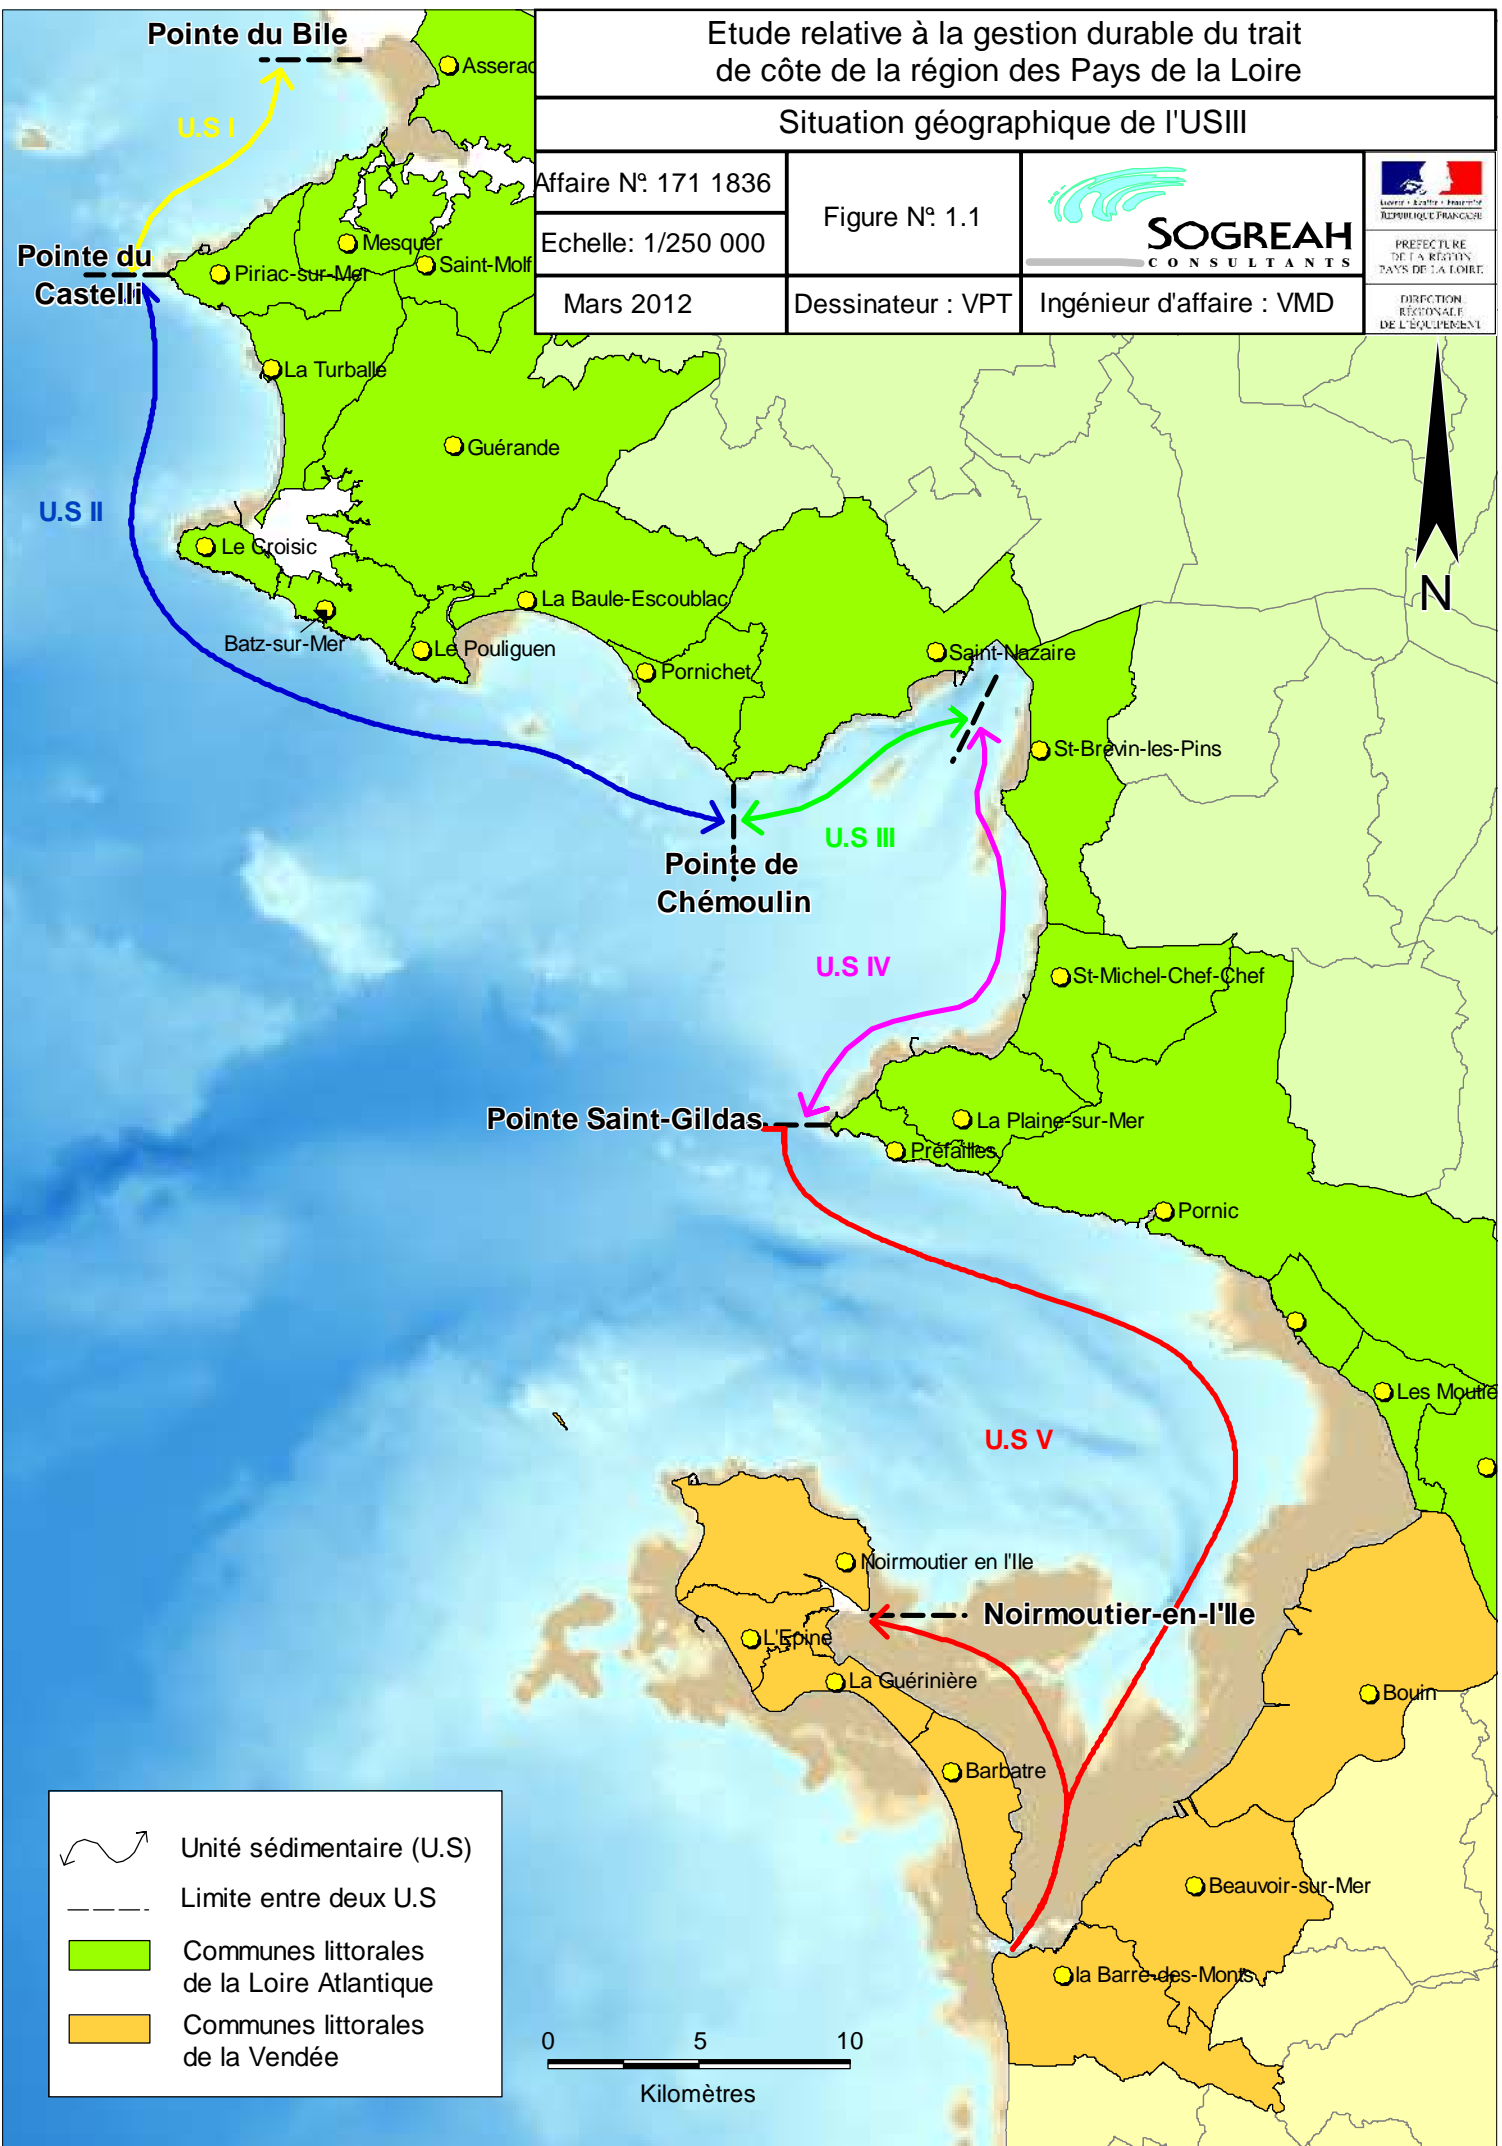 Etude relative à la gestion durable du trait
de côte de la région des Pays de la Loire
Situation géographique de l'USIII
Affaire N°: 171 1836
Echelle: 1/250 000
Mars 2012
Figure N°: 1.1
Dessinateur : VPT
SOGREAH
CONSULTANTS
Ingénieur d'affaire : VMD
Liberté • Égalité • Fraternité
RÉPUBLIQUE FRANÇAISE
PREFECTURE
DE LA RÉGION
PAYS DE LA LOIRE
DIRECTION
RÉGIONALE
DE L'ÉQUIPEMENT
Pointe du Bile
Asserac
U.S I
Mesquer
Saint-Molf
Piriac-sur-Mer
Pointe du
Castelli
La Turballe
Guérande
N
U.S II
Le Croisic
La Baule-Escoublac
Batz-sur-Mer
Le Pouliguen
Pornichet
Saint-Nazaire
St-Brévin-les-Pins
U.S III
Pointe de
Chémoulin
U.S IV
St-Michel-Chef-Chef
Pointe Saint-Gildas
La Plaine-sur-Mer
Préfailles
Pornic
Les Moutie
U.S V
Noirmoutier en l'Ile
Noirmoutier-en-l'Ile
L'Epine
La Guérinière
Bouin
Barbatre
Beauvoir-sur-Mer
la Barre-des-Monts
Unité sédimentaire (U.S)
Limite entre deux U.S
Communes littorales
de la Loire Atlantique
Communes littorales
de la Vendée
0 5 10
Kilomètres